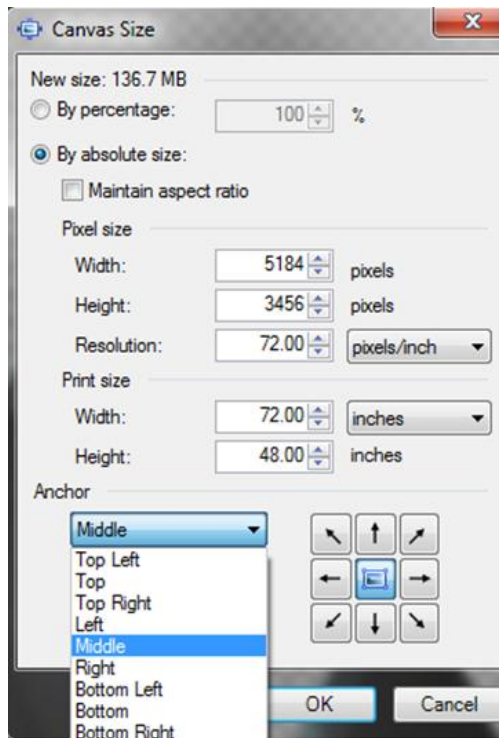 Canvas Size
New size: 136.7 MB
By percentage: 100 %
By absolute size:
Maintain aspect ratio
Pixel size
Width: 5184 pixels
Height: 3456 pixels
Resolution: 72.00 pixels/inch
Print size
Width: 72.00 inches
Height: 48.00 inches
Anchor
Middle
Top Left
Top
Top Right
Left
Middle
Right
Bottom Left
Bottom
Bottom Right
OK Cancel